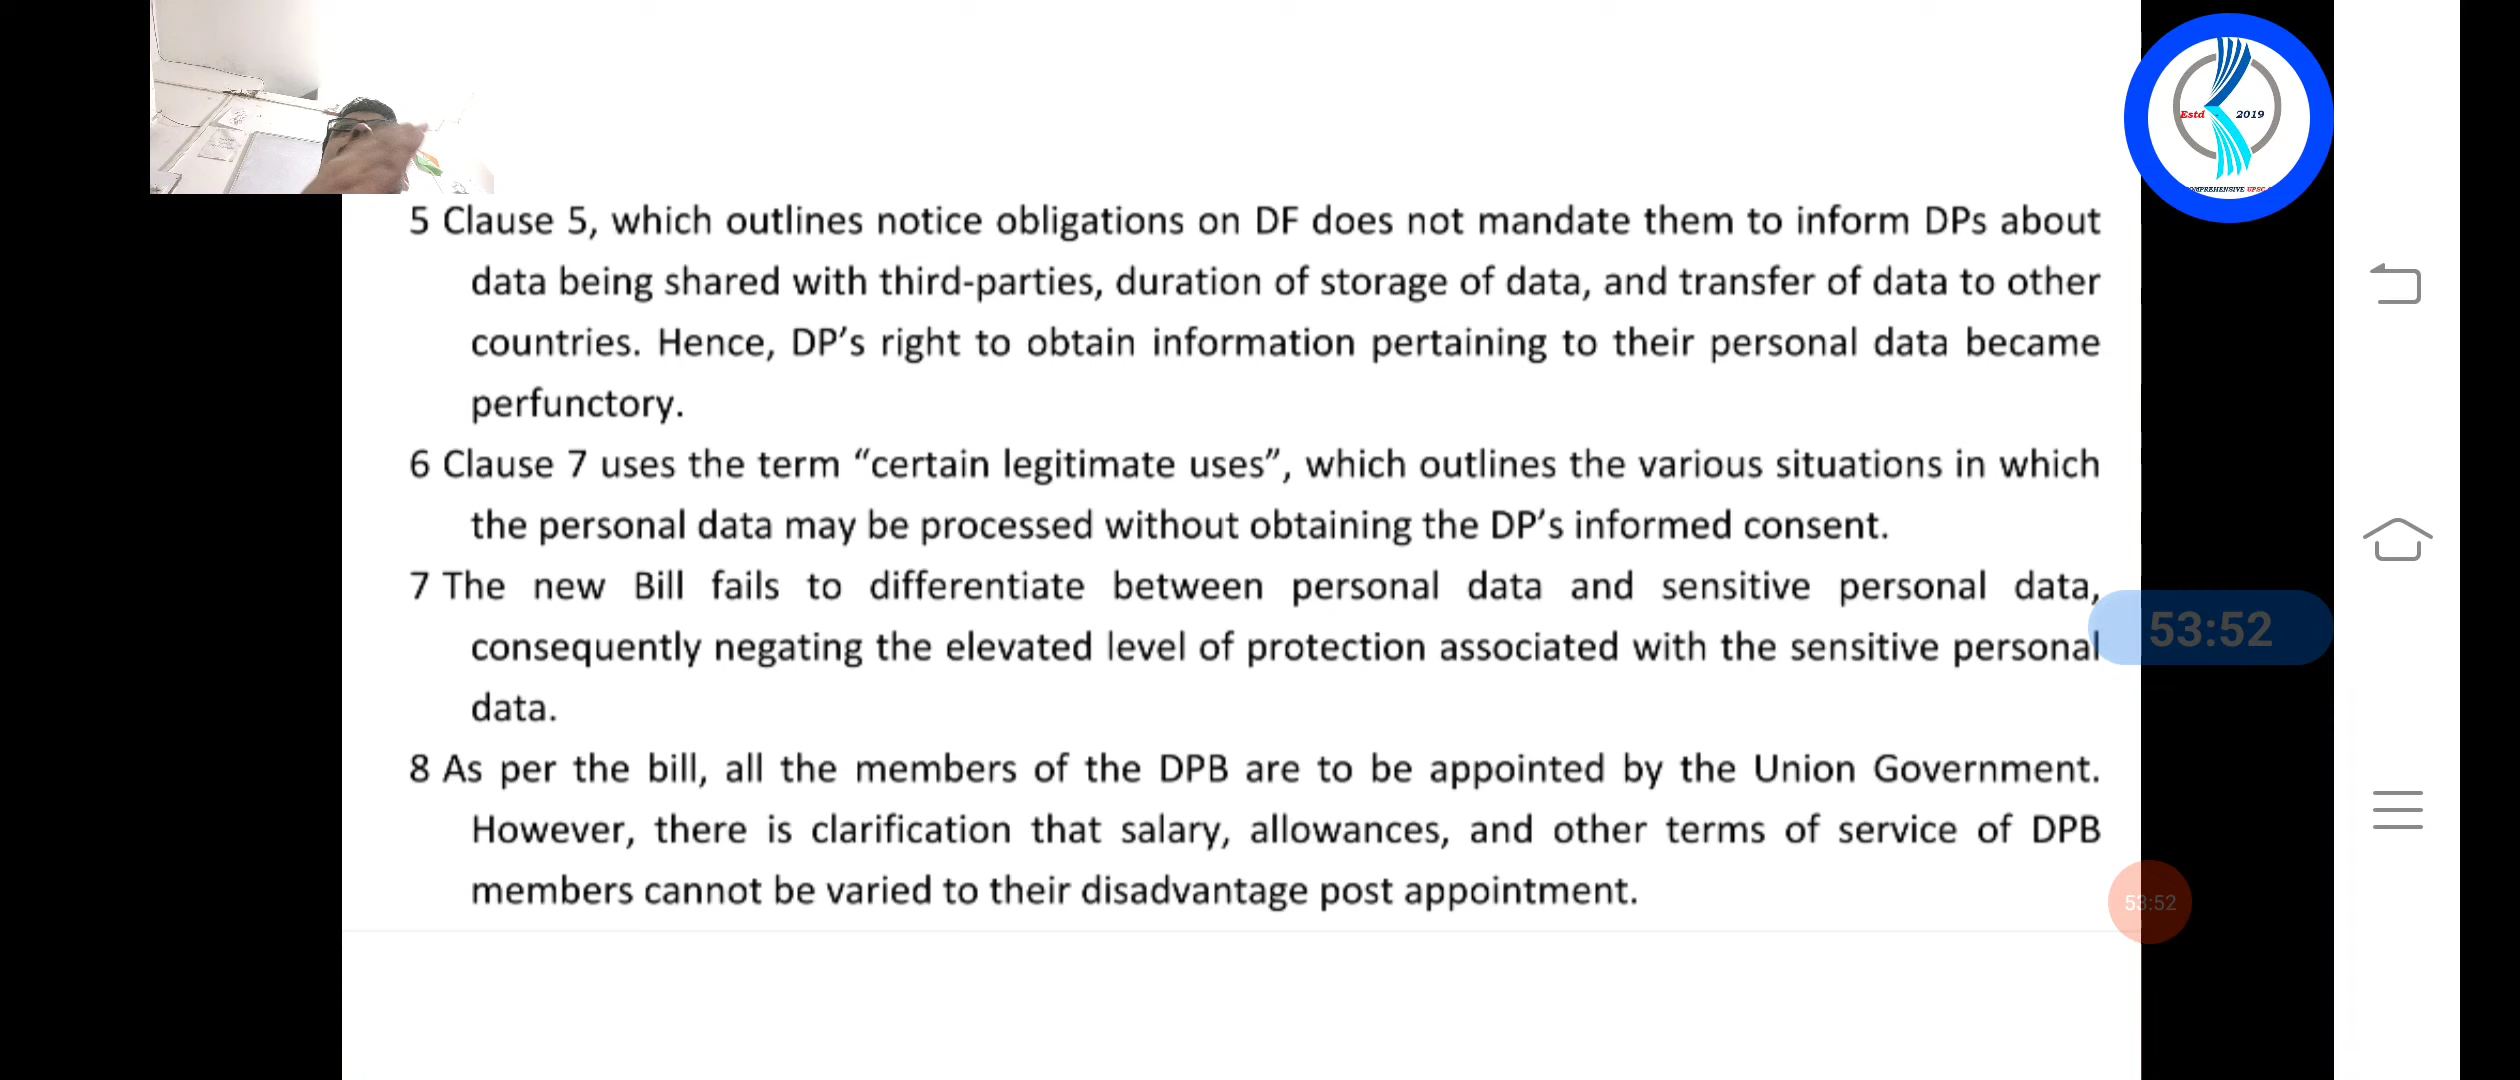 Estd - 2019
COMPREHENSIVE UPSC
5 Clause 5, which outlines notice obligations on DF does not mandate them to inform DPs about
data being shared with third-parties, duration of storage of data, and transfer of data to other
countries. Hence, DP’s right to obtain information pertaining to their personal data became
perfunctory.
6 Clause 7 uses the term “certain legitimate uses”, which outlines the various situations in which
the personal data may be processed without obtaining the DP’s informed consent.
7 The new Bill fails to differentiate between personal data and sensitive personal data,
consequently negating the elevated level of protection associated with the sensitive personal
data.
8 As per the bill, all the members of the DPB are to be appointed by the Union Government.
However, there is clarification that salary, allowances, and other terms of service of DPB
members cannot be varied to their disadvantage post appointment.
53:52
53:52